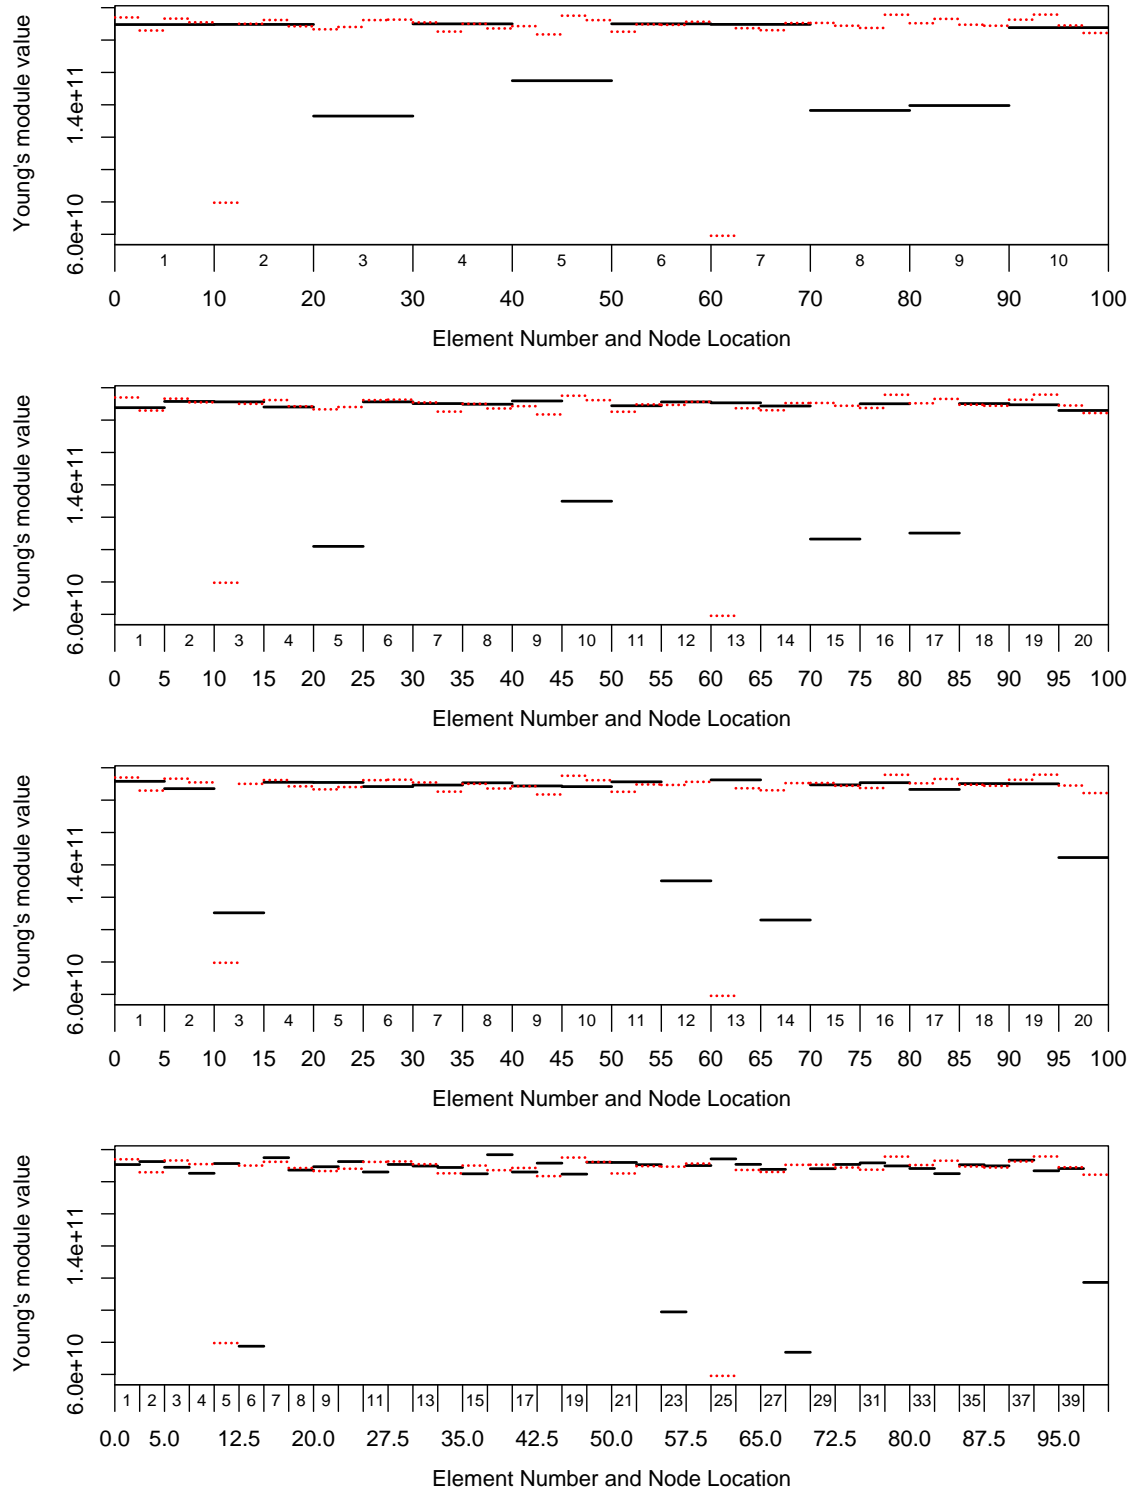 Young's module value
6.0e+10 1.4e+11
1 2 3 4 5 6 7 8 9 10
0 10 20 30 40 50 60 70 80 90 100
Element Number and Node Location
Young's module value
6.0e+10 1.4e+11
1 2 3 4 5 6 7 8 9 10 11 12 13 14 15 16 17 18 19 20
0 5 10 15 20 25 30 35 40 45 50 55 60 65 70 75 80 85 90 95 100
Element Number and Node Location
Young's module value
6.0e+10 1.4e+11
1 2 3 4 5 6 7 8 9 10 11 12 13 14 15 16 17 18 19 20
0 5 10 15 20 25 30 35 40 45 50 55 60 65 70 75 80 85 90 95 100
Element Number and Node Location
Young's module value
6.0e+10 1.4e+11
1 2 3 4 5 6 7 8 9 11 13 15 17 19 21 23 25 27 29 31 33 35 37 39
0.0 5.0 12.5 20.0 27.5 35.0 42.5 50.0 57.5 65.0 72.5 80.0 87.5 95.0
Element Number and Node Location